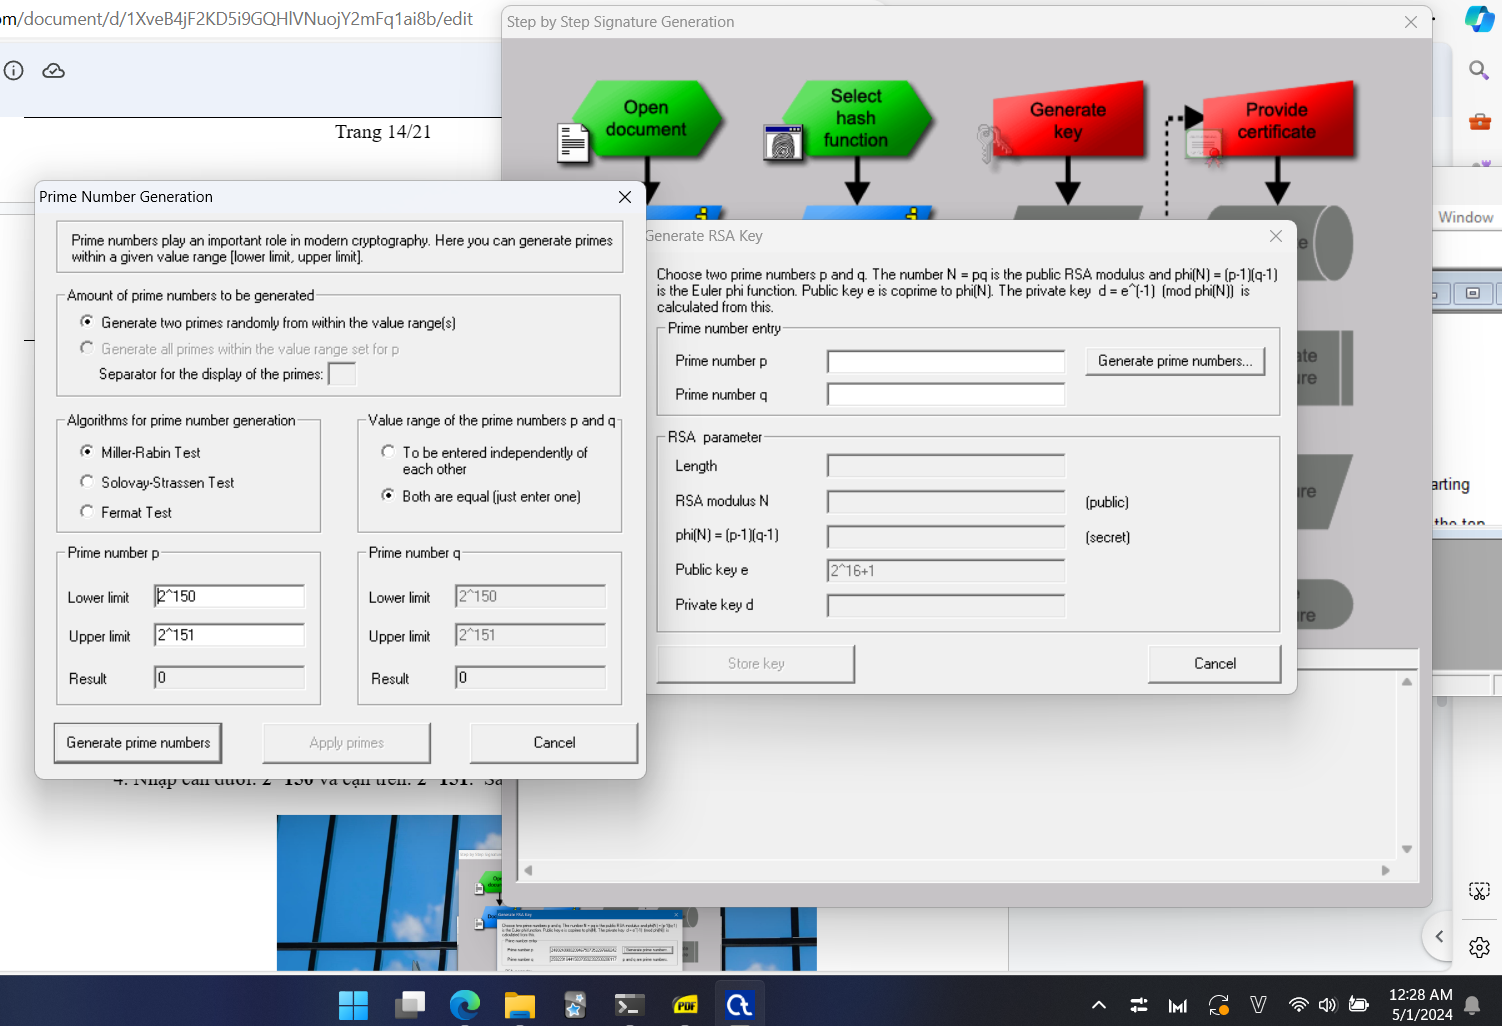 om/document/d/1XveB4jF2KD5i9GQHlVNuojY2mFq1ai8b/edit
Trang 14/21
Step by Step Signature Generation
Open
document
Select
hash
function
Generate
key
Provide
certificate
Window
arting
the top
Prime Number Generation
Prime numbers play an important role in modern cryptography. Here you can generate primes
within a given value range [lower limit, upper limit].
Amount of prime numbers to be generated
Generate two primes randomly from within the value range(s)
Generate all primes within the value range set for p
Separator for the display of the primes:
Algorithms for prime number generation
Miller-Rabin Test
Solovay-Strassen Test
Fermat Test
Value range of the prime numbers p and q
To be entered independently of
each other
Both are equal (just enter one)
Prime number p
Lower limit 2^150
Upper limit 2^151
Result 0
Prime number q
Lower limit 2^150
Upper limit 2^151
Result 0
Generate prime numbers
Apply primes
Cancel
Generate RSA Key
Choose two prime numbers p and q. The number N = pq is the public RSA modulus and phi(N) = (p-1)(q-1)
is the Euler phi function. Public key e is coprime to phi(N). The private key d = e^(-1) (mod phi(N)) is
calculated from this.
Prime number entry
Prime number p
Generate prime numbers...
Prime number q
RSA parameter
Length
RSA modulus N (public)
phi(N) = (p-1)(q-1) (secret)
Public key e 2^16+1
Private key d
Store key
Cancel
4. Nhập cận dưới: 2^150 và cận trên: 2^151.
PDF
12:28 AM
5/1/2024